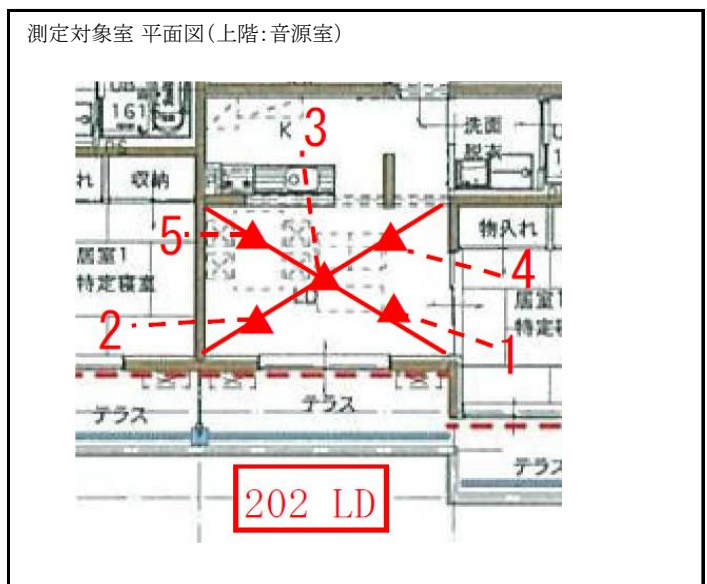 測定対象室 平面図(上階:音源室)
UB
161
K
3
洗面
脱衣
収納
物入れ
5
4
居室1
特定寝室
LD
居室1
2
1
テラス
テラス
テラス
202 LD